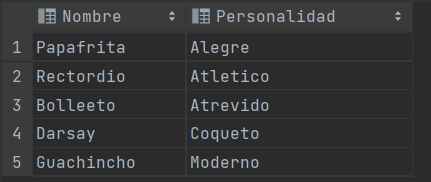 Nombre Personalidad
1 Papafrita Alegre
2 Rectordio Atletico
3 Bolleeto Atrevido
4 Darsay Coqueto
5 Guachincho Moderno